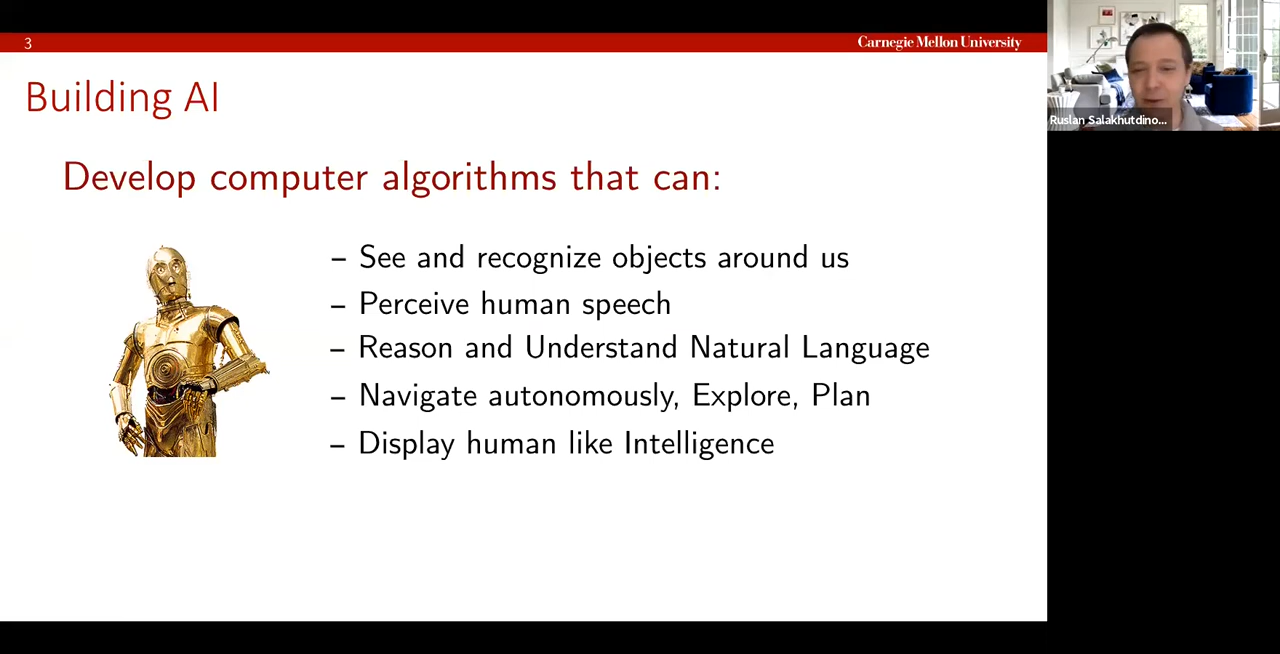 3
Carnegie Mellon University
Ruslan Salakhutdino...
Building AI
Develop computer algorithms that can:
– See and recognize objects around us
– Perceive human speech
– Reason and Understand Natural Language
– Navigate autonomously, Explore, Plan
– Display human like Intelligence